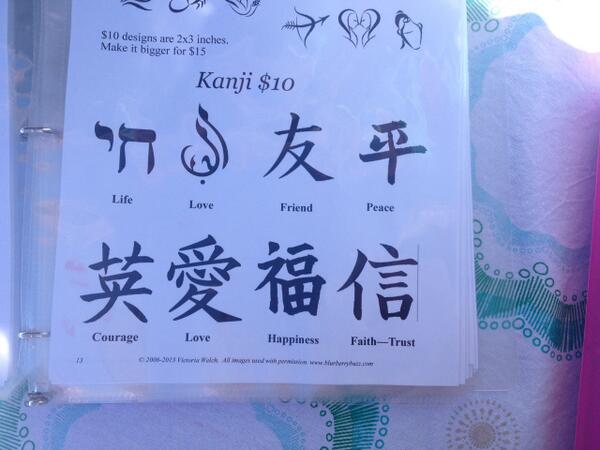 $10 designs are 2x3 inches.
Make it bigger for $15
Kanji $10
חי 友 平
Life Love Friend Peace
英 愛 福 信
Courage Love Happiness Faith—Trust
13 © 2006-2013 Victoria Welch. All images used with permission. www.blurberrybuzz.com